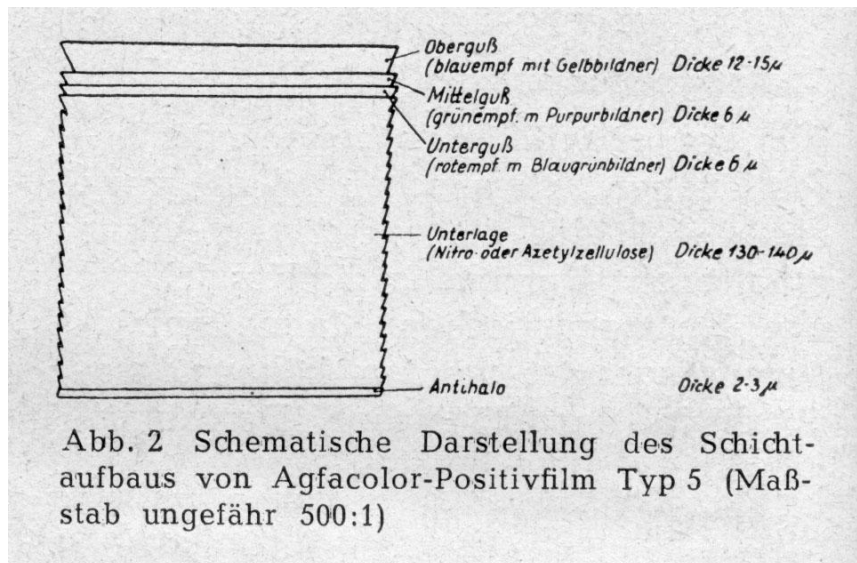 Oberguß
(blauempf mit Gelbbildner) Dicke 12-15µ
Mittelguß
(grünempf. m Purpurbildner) Dicke 6 µ
Unterguß
(rotempf. m Blaugrünbildner) Dicke 6 µ
Unterlage
(Nitro- oder Azetylzellulose) Dicke 130-140µ
Antihalo Dicke 2-3µ
Abb. 2 Schematische Darstellung des Schicht-
aufbaus von Agfacolor-Positivfilm Typ 5 (Maß-
stab ungefähr 500:1)